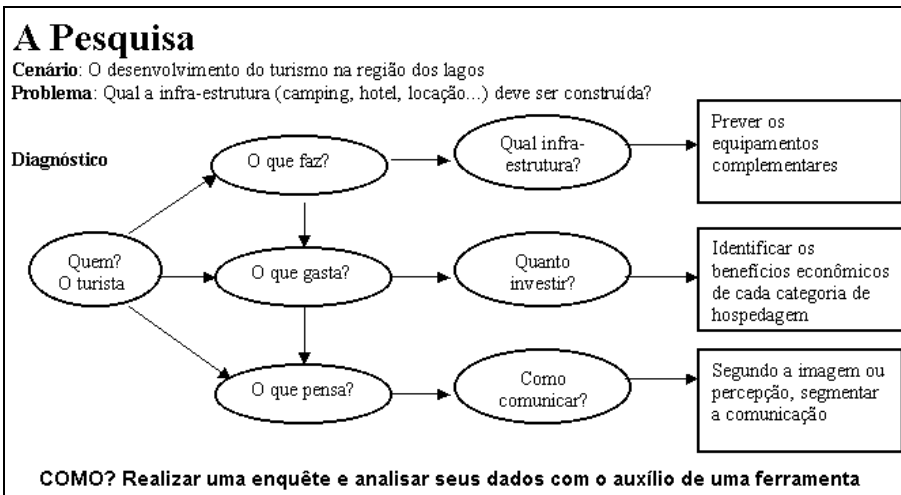 A Pesquisa
Cenário: O desenvolvimento do turismo na região dos lagos
Problema: Qual a infra-estrutura (camping, hotel, locação...) deve ser construída?
Diagnóstico
Quem?
O turista
O que faz?
Qual infra-
estrutura?
Prever os
equipamentos
complementares
O que gasta?
Quanto
investir?
Identificar os
benefícios econômicos
de cada categoria de
hospedagem
O que pensa?
Como
comunicar?
Segundo a imagem ou
percepção, segmentar
a comunicação
COMO? Realizar uma enquête e analisar seus dados com o auxílio de uma ferramenta